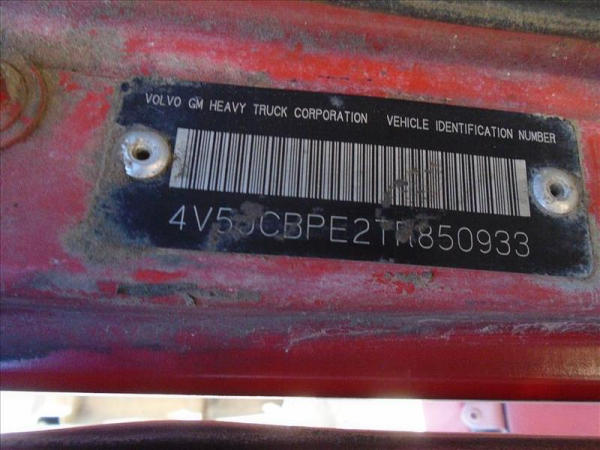 VOLVO GM HEAVY TRUCK CORPORATION VEHICLE IDENTIFICATION NUMBER
4V5JCBPE2TR850933